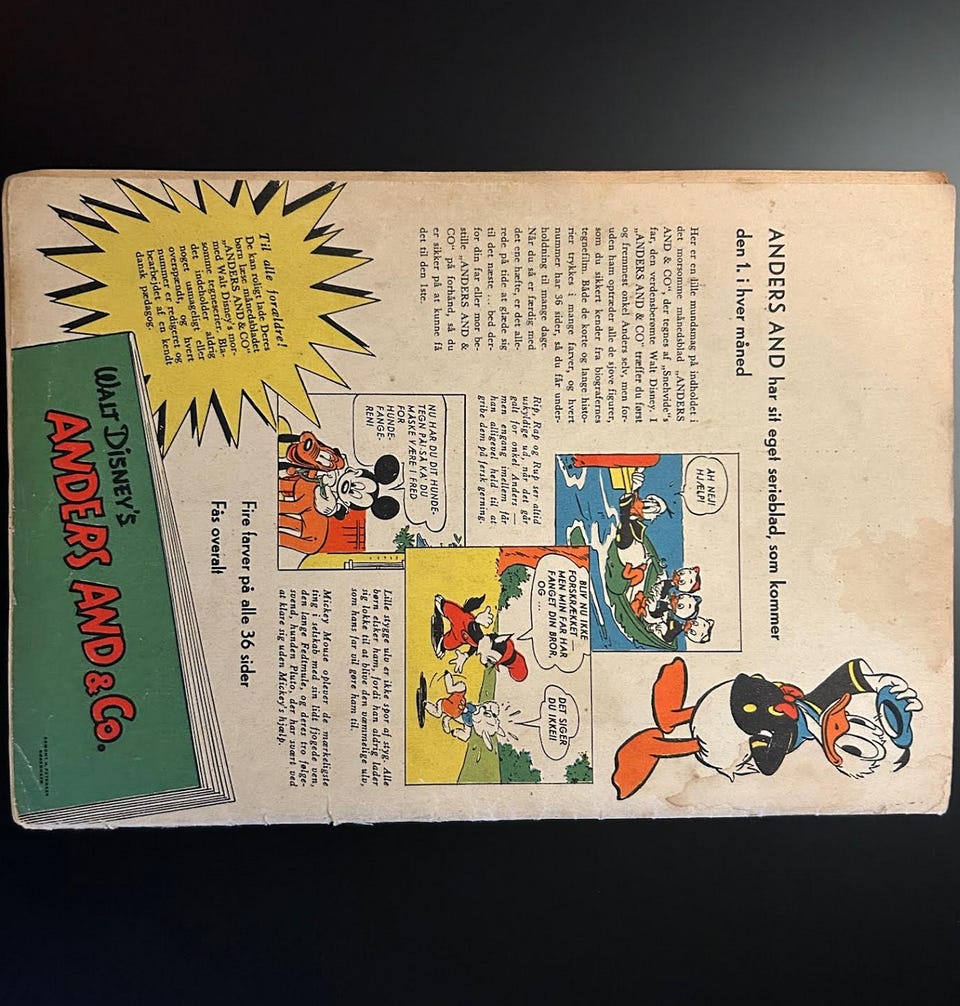 ANDERS AND har sit eget serieblad, som kommer
den 1. i hver måned
Her er en lille mundsmag på indholdet i
det morsomme månedsblad „ANDERS
AND & CO” der tegnes af „Snehvide”s
far, den verdensberømte Walt Disney. I
„ANDERS AND & CO” træffer du først
og fremmest onkel Anders selv, men for-
uden ham optræder alle de sjove figurer,
som du sikkert kender fra biografernes
tegnefilm. Både de korte og lange histo-
rier trykkes i mange farver, og hvert
nummer har 36 sider, så du får under-
holdning til mange dage.
Når du så er færdig med
det ene hæfte, er det alle-
rede på tide at glæde sig
til det næste ... bed der-
for din far eller mor be-
stille „ANDERS AND &
CO” på forhånd, så du
er sikker på at kunne få
det til den 1ste.
ÅH NEJ!
HJÆLP!
Rip, Rap og Rup ser altid
uskyldige ud, når det går
galt for onkel Anders —
men engang imellem får
han alligevel held til at
gribe dem på fersk gerning.
BLIV NU IKKE
FORSKRÆKKET —
MEN MIN FAR HAR
FANGET DIN BROR,
OG ...
DET SIGER
DU IKKE!
NU HAR DU DIT HUNDE-
TEGN PÅ! SÅ KA' DU
MÅSKE VÆRE I FRED
FOR
HUNDE-
FANGE-
REN!
Lille stygge ulv er ikke spor af styg. Alle
børn elsker ham, fordi han aldrig lader
sig lokke til at blive den væmmelige ulv,
som hans far vil gøre ham til.
Mickey Mouse oplever de mærkeligste
ting i selskab med sin lidt fjogede ven,
den lange Fedtmule, og deres tro følge-
svend, hunden Pluto, der har svært ved
at klare sig uden Mickey's hjælp.
Til alle forældre!
De kan roligt lade Deres
børn læse månedsbladet
„ANDERS AND & CO”
med Walt Disney's mor-
somme tegneserier. Bla-
det indeholder aldrig
noget usmageligt eller
overspændt, og hvert
nummer er redigeret og
bearbejdet af en kendt
dansk pædagog.
Fire farver på alle 36 sider
Fås overalt
WALT DISNEY'S
ANDERS AND & CO.